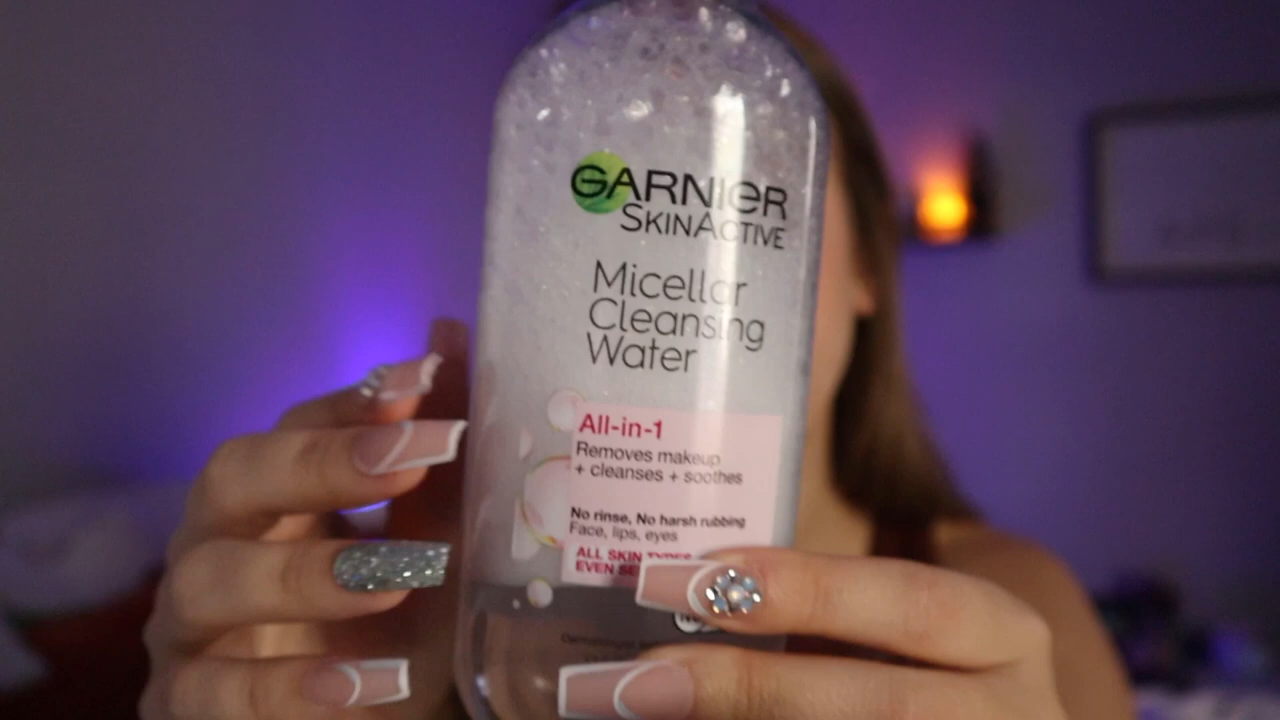 GARNIER
SKINACTIVE
Micellar
Cleansing
Water
All-in-1
Removes makeup
+ cleanses + soothes
No rinse, No harsh rubbing
Face, lips, eyes
ALL SKIN TYPES
EVEN